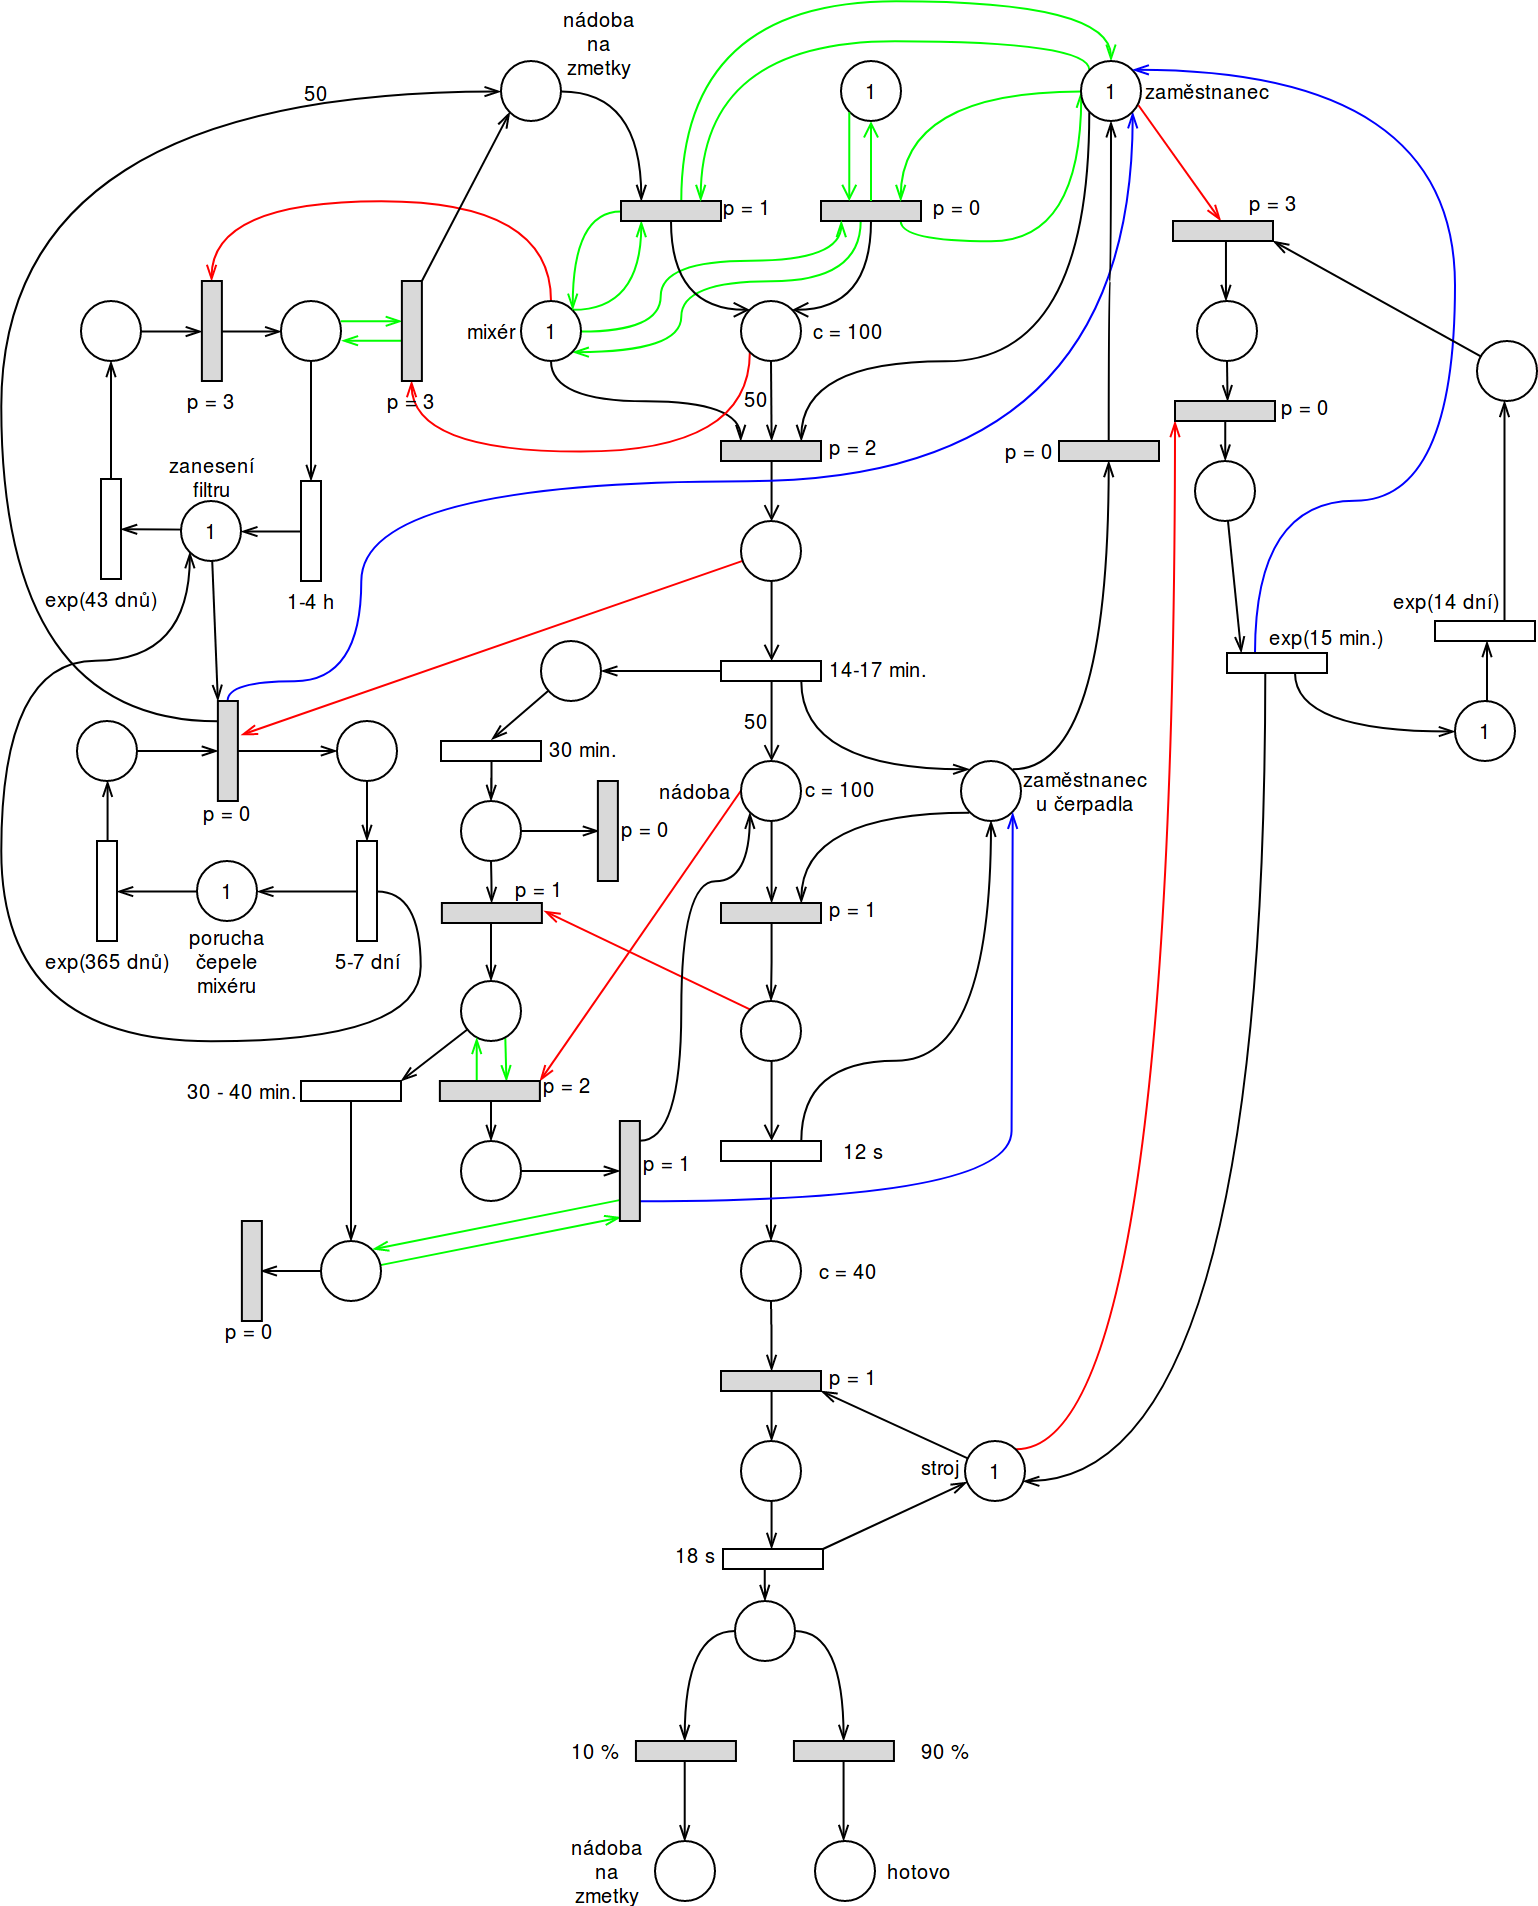 nádoba
na
zmetky
50
1
1
zaměstnanec
p = 1
p = 0
p = 3
mixér
1
c = 100
p = 3
p = 3
50
p = 0
p = 2
p = 0
zanesení
filtru
1
exp(43 dnů)
1-4 h
exp(14 dní)
exp(15 min.)
14-17 min.
50
30 min.
1
nádoba
c = 100
zaměstnanec
u čerpadla
p = 0
p = 0
1
p = 1
p = 1
porucha
čepele
mixéru
exp(365 dnů)
5-7 dní
30 - 40 min.
p = 2
12 s
p = 1
c = 40
p = 0
p = 1
stroj
1
18 s
10 %
90 %
nádoba
na
zmetky
hotovo